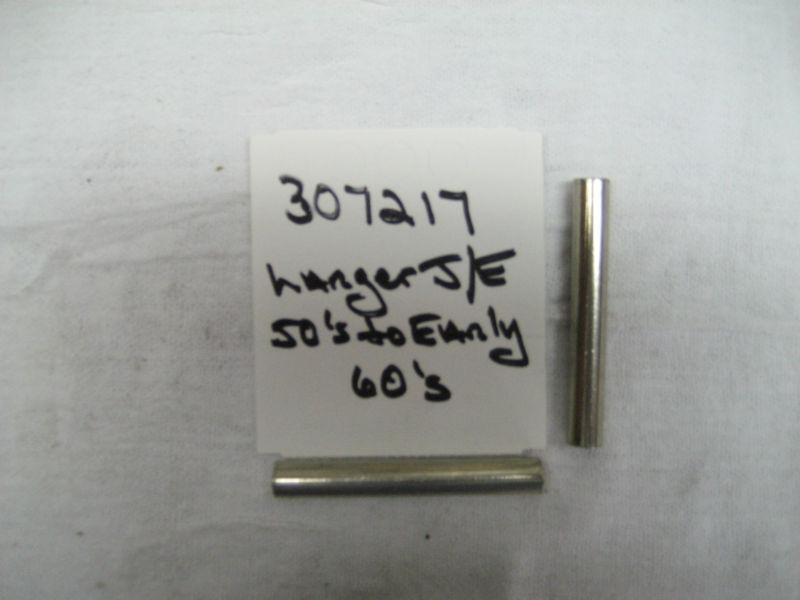 307217
hanger J/E
50's to Early
60's